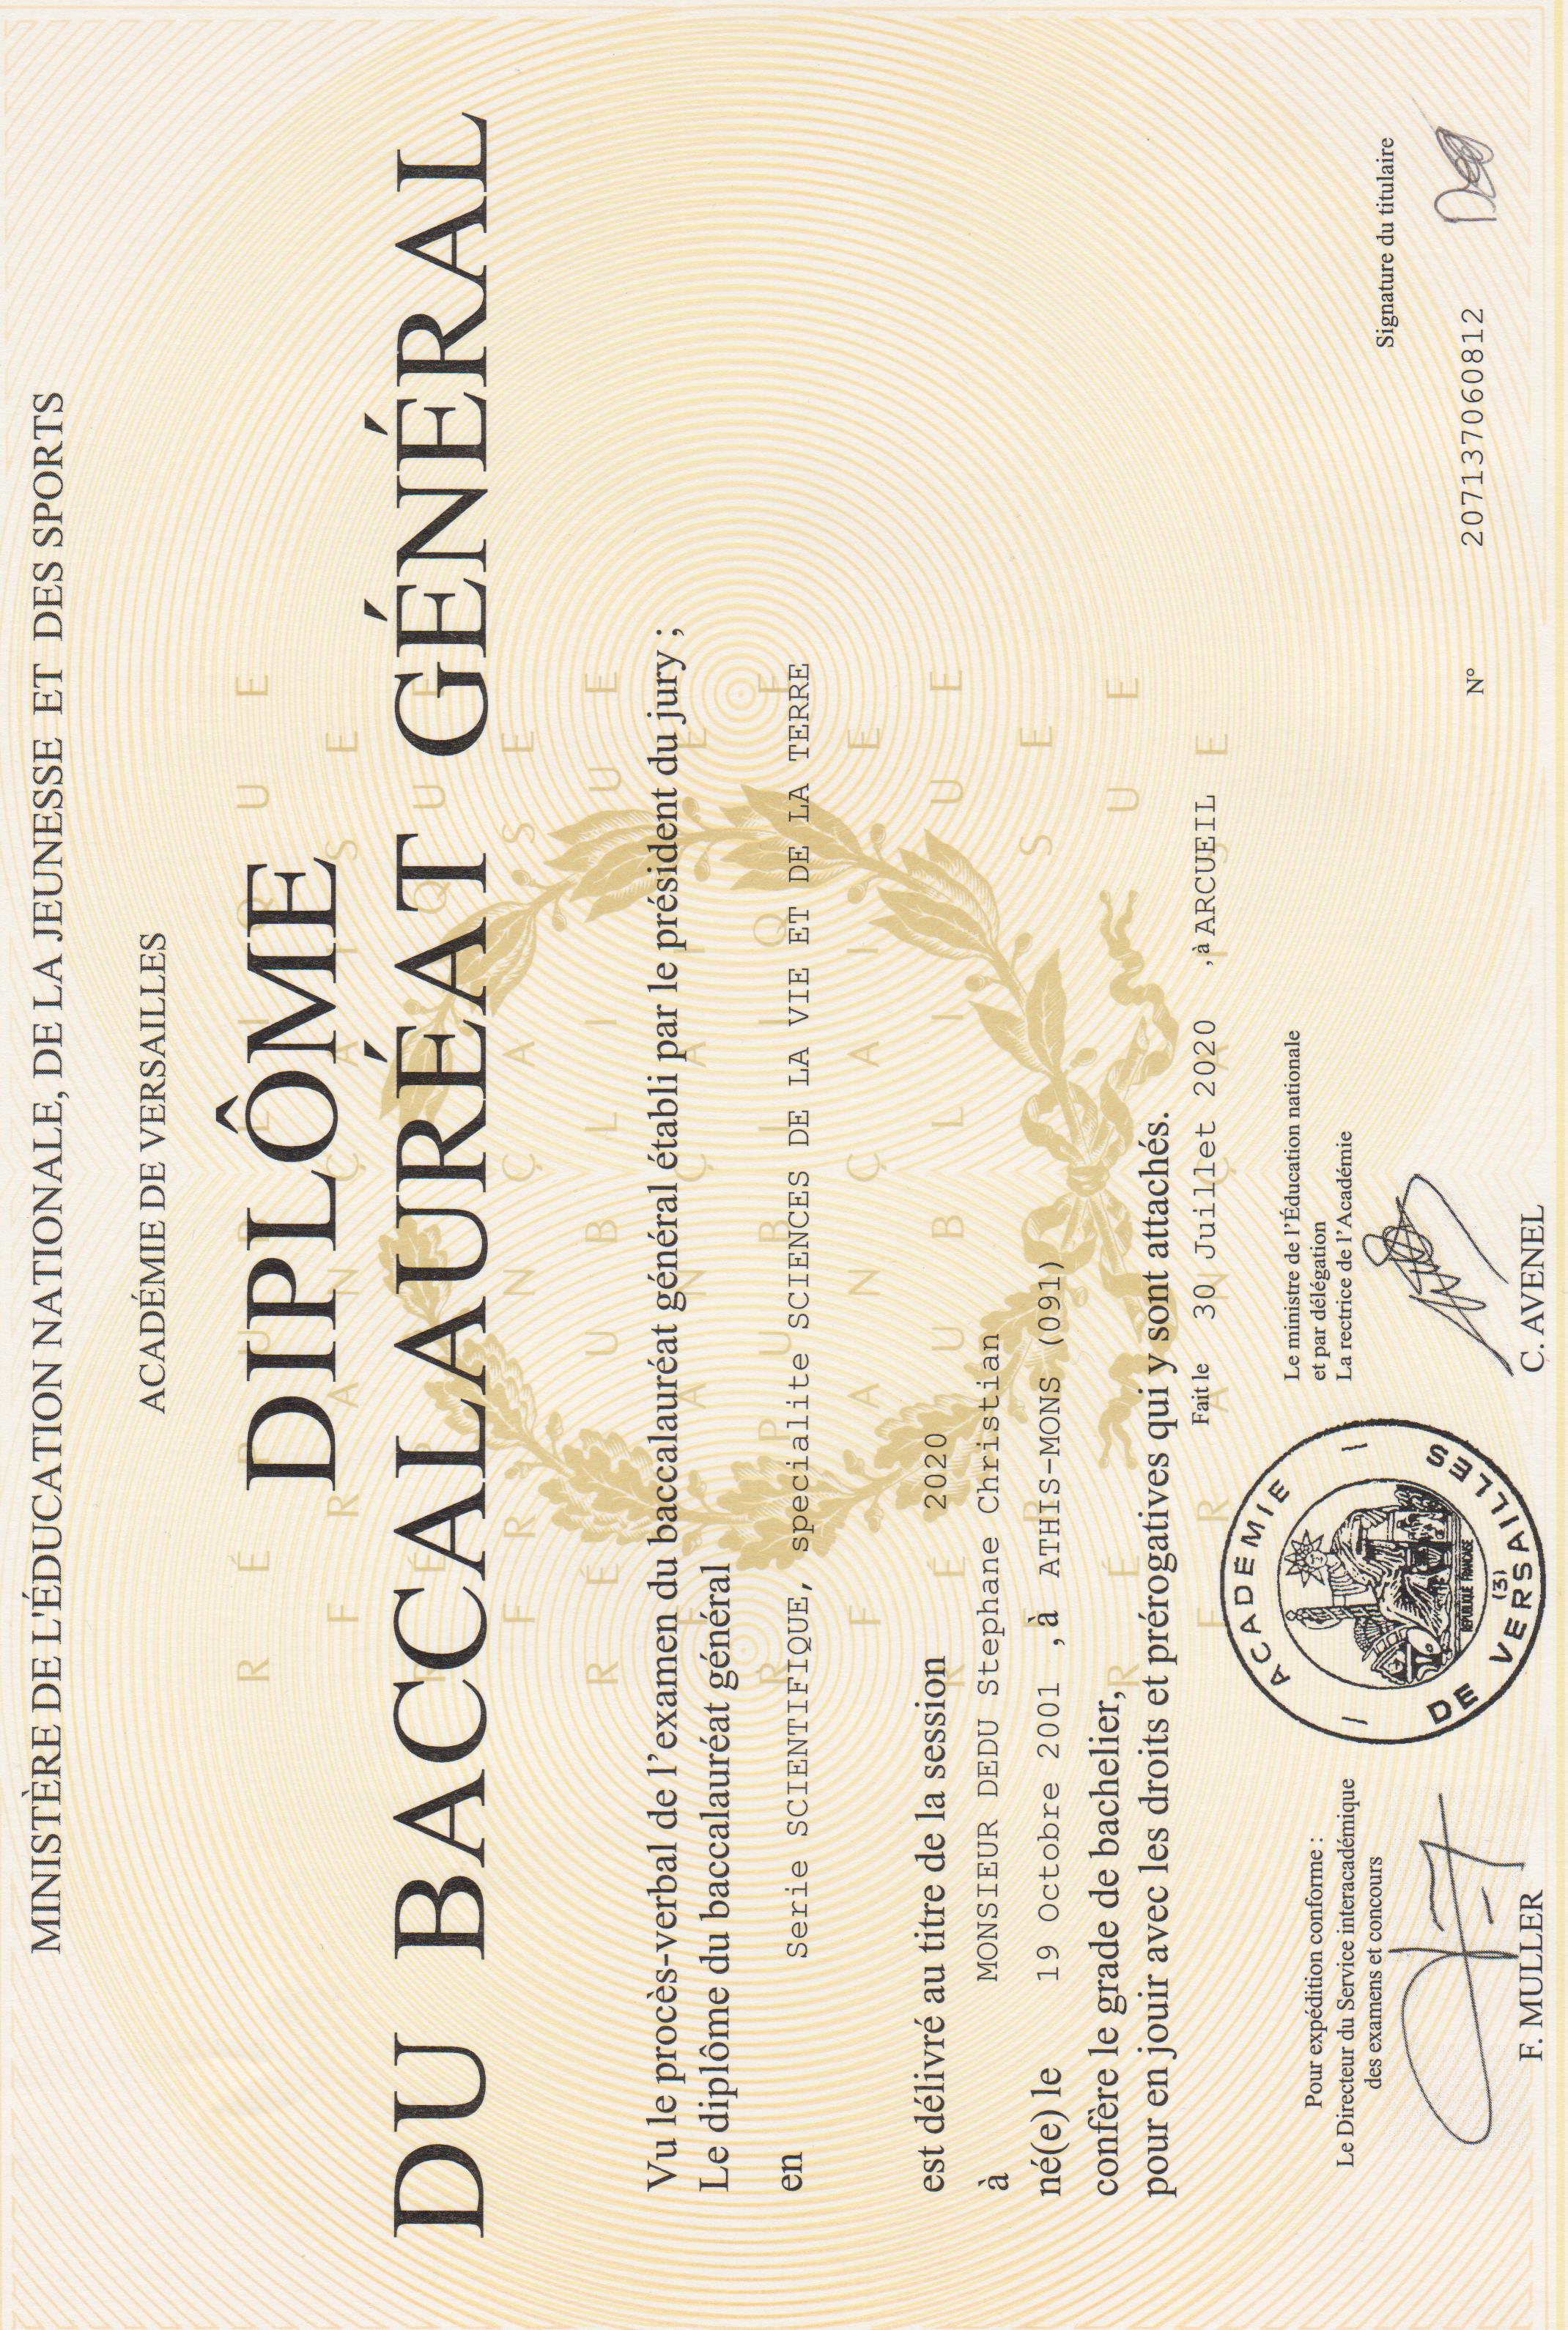 MINISTÈRE DE L'ÉDUCATION NATIONALE, DE LA JEUNESSE ET DES SPORTS
ACADÉMIE DE VERSAILLES
DIPLÔME
DU BACCALAURÉAT GÉNÉRAL
RÉPUBLIQUE
FRANÇAISE
Vu le procès-verbal de l’examen du baccalauréat général établi par le président du jury ;
Le diplôme du baccalauréat général
en Serie SCIENTIFIQUE, specialite SCIENCES DE LA VIE ET DE LA TERRE
est délivré au titre de la session 2020
à MONSIEUR DEDU Stephane Christian
né(e) le 19 Octobre 2001 , à ATHIS-MONS (091)
confère le grade de bachelier,
pour en jouir avec les droits et prérogatives qui y sont attachés.
Fait le 30 Juillet 2020 , à ARCUEIL
Pour expédition conforme :
Le Directeur du Service interacadémique
des examens et concours
F. MULLER
ACADEMIE
DE VERSAILLES
REPUBLIQUE FRANCAISE
(3)
Le ministre de l’Éducation nationale
et par délégation
La rectrice de l’Académie
C. AVENEL
Signature du titulaire
N° 207137060812